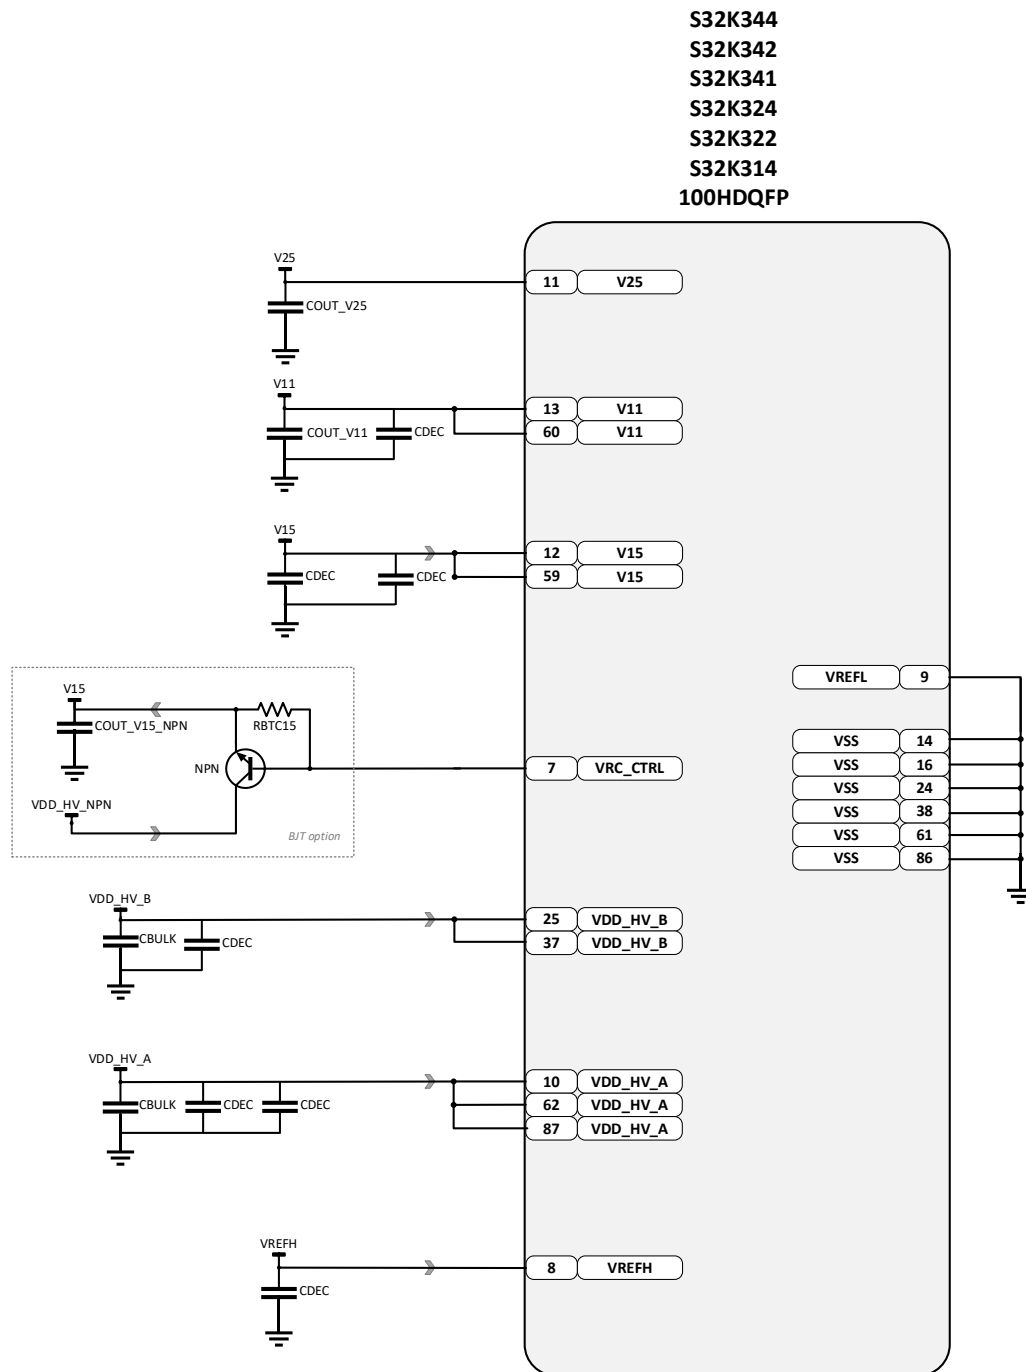 S32K344
S32K342
S32K341
S32K324
S32K322
S32K314
100HDQFP
V25
11 V25
COUT_V25
V11
13 V11
COUT_V11 CDEC 60 V11
V15
12 V15
CDEC CDEC 59 V15
VREFL 9
V15
COUT_V15_NPN RBTC15
VSS 14
NPN 7 VRC_CTRL VSS 16
VSS 24
VDD_HV_NPN VSS 38
BJT option VSS 61
VSS 86
VDD_HV_B
25 VDD_HV_B
CBULK CDEC 37 VDD_HV_B
VDD_HV_A
10 VDD_HV_A
CBULK CDEC CDEC 62 VDD_HV_A
87 VDD_HV_A
VREFH
8 VREFH
CDEC